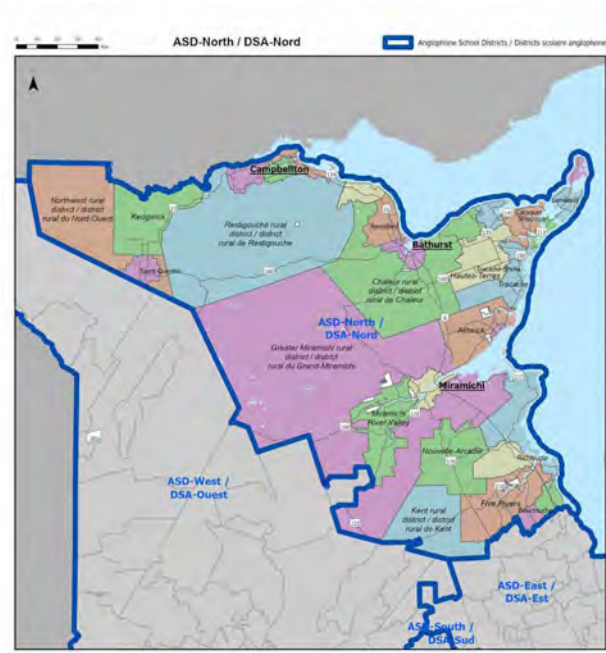 ASD-North / DSA-Nord
Anglophone School Districts / Districts scolaire anglophone
Campbellton
Northwest rural
district / district
rural du Nord-Ouest
Kedgwick
Restigouche rural
district / district
rural de Restigouche
Saint-Quentin
Bathurst
Caraquet
Hautes-Terres
Tracadie
Chaleur rural
district / district
rural de Chaleur
Alnwick
ASD-North /
DSA-Nord
Greater Miramichi rural
district / district
rural du Grand-Miramichi
Miramichi
Miramichi
River Valley
Nouvelle-Arcadie
ASD-West /
DSA-Ouest
Kent rural
district / district
rural de Kent
Five Rivers
ASD-East /
DSA-Est
ASD-South /
DSA-Sud